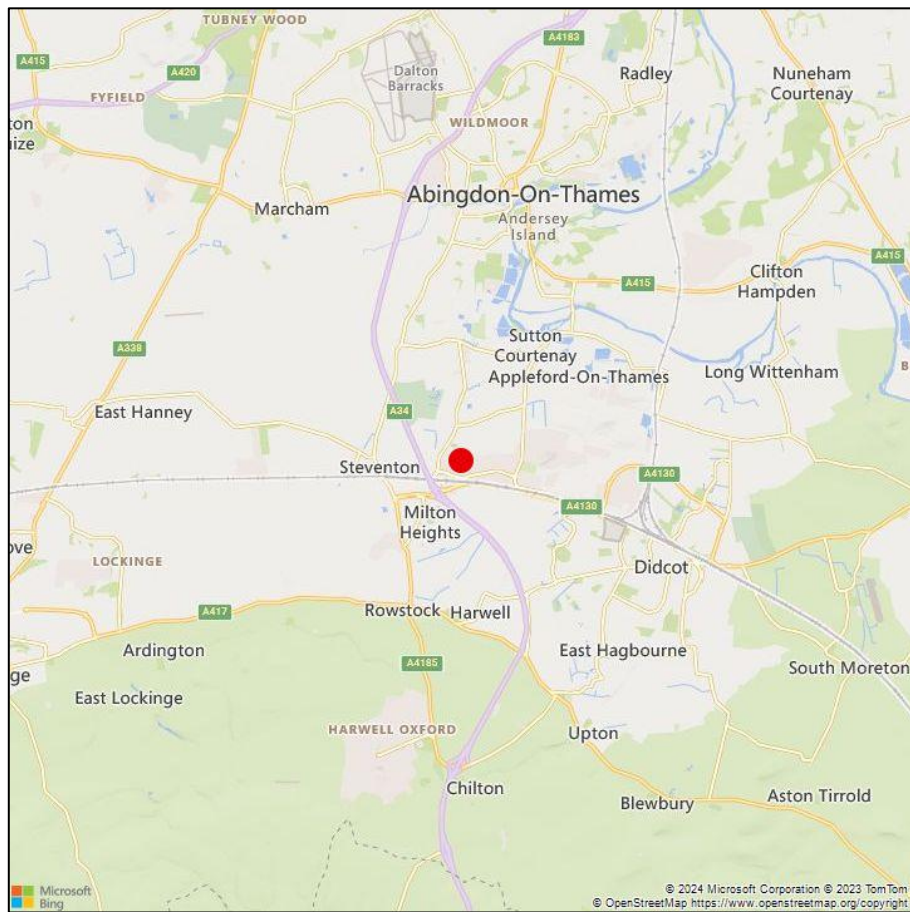 TUBNEY WOOD
A4183
A415
A420
Dalton
Barracks
Radley
Nuneham
Courtenay
FYFIELD
WILDMOOR
ton
uize
Abingdon-On-Thames
Marcham
Andersey
Island
A415
A415
Clifton
Hampden
A338
Sutton
Courtenay
Appleford-On-Thames
Long Wittenham
B
East Hanney
A34
Steventon
A4130
A4130
Milton
Heights
ove
LOCKINGE
Didcot
A417
Rowstock
Harwell
Ardington
East Hagbourne
A4185
ge
South Moreton
East Lockinge
HARWELL OXFORD
Upton
Chilton
Blewbury
Aston Tirrold
Microsoft
Bing
© 2024 Microsoft Corporation © 2023 TomTom
© OpenStreetMap https://www.openstreetmap.org/copyright